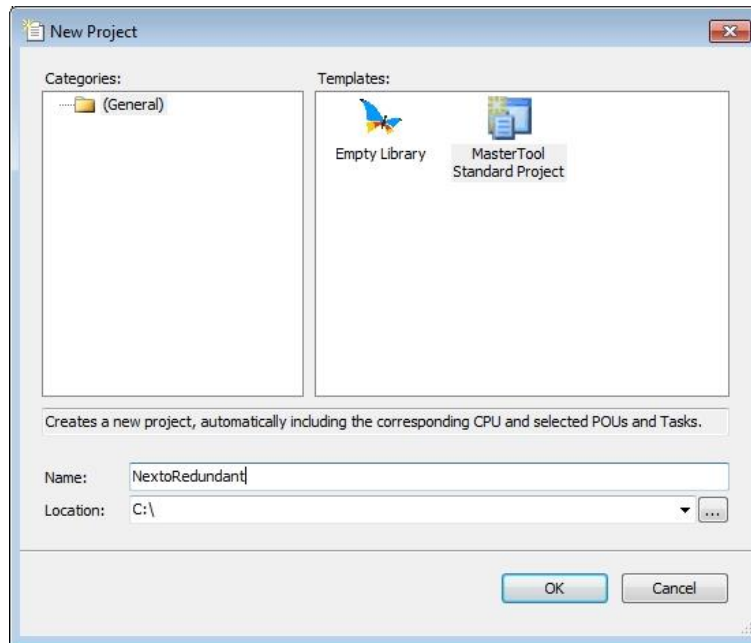 New Project
Categories:
Templates:
(General)
Empty Library
MasterTool
Standard Project
Creates a new project, automatically including the corresponding CPU and selected POUs and Tasks.
Name:
NextoRedundant
Location:
C:\
...
OK
Cancel